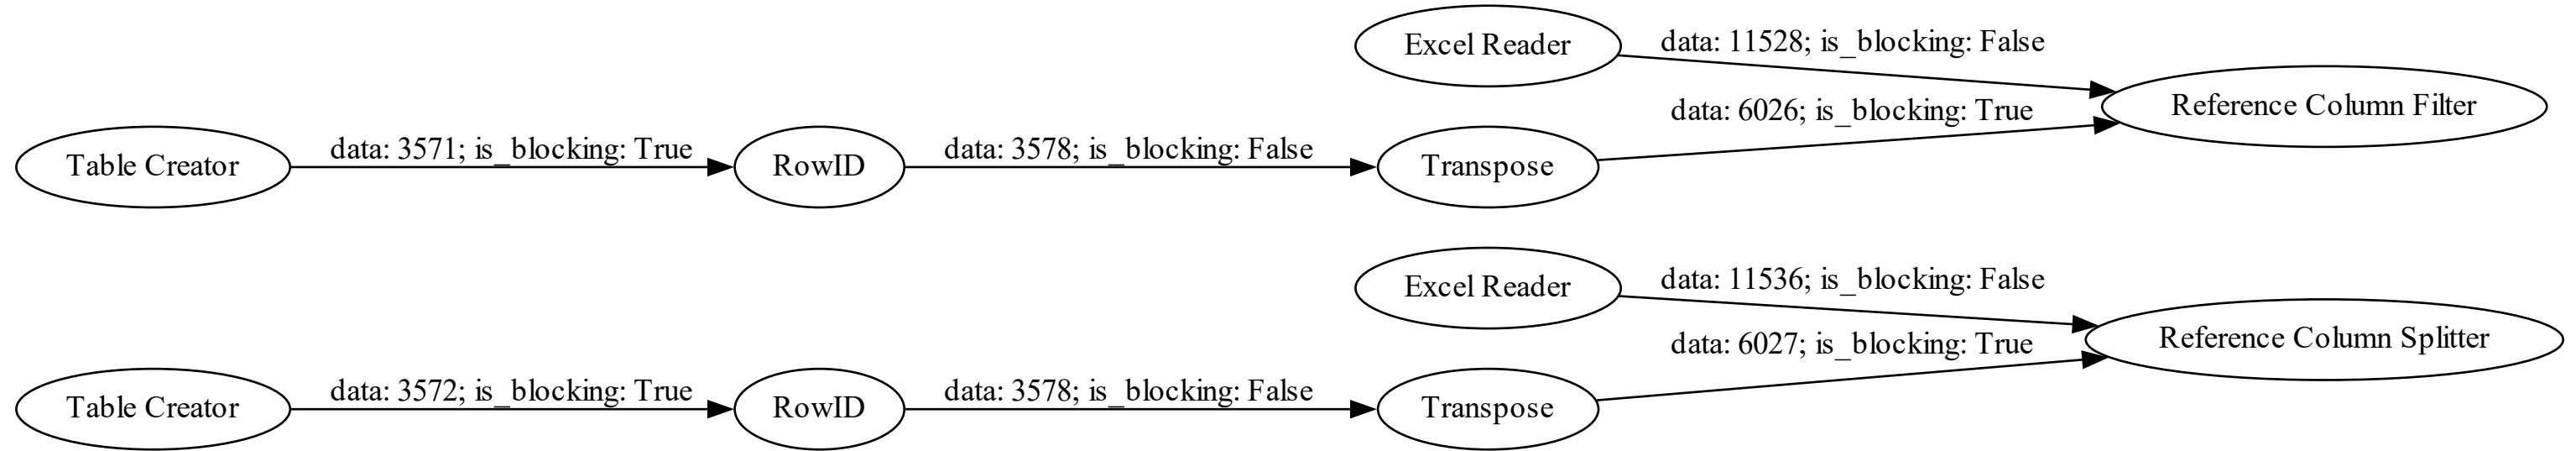 Excel Reader
data: 11528; is_blocking: False
Reference Column Filter
data: 6026; is_blocking: True
Table Creator
data: 3571; is_blocking: True
RowID
data: 3578; is_blocking: False
Transpose
Excel Reader
data: 11536; is_blocking: False
Reference Column Splitter
data: 6027; is_blocking: True
Table Creator
data: 3572; is_blocking: True
RowID
data: 3578; is_blocking: False
Transpose